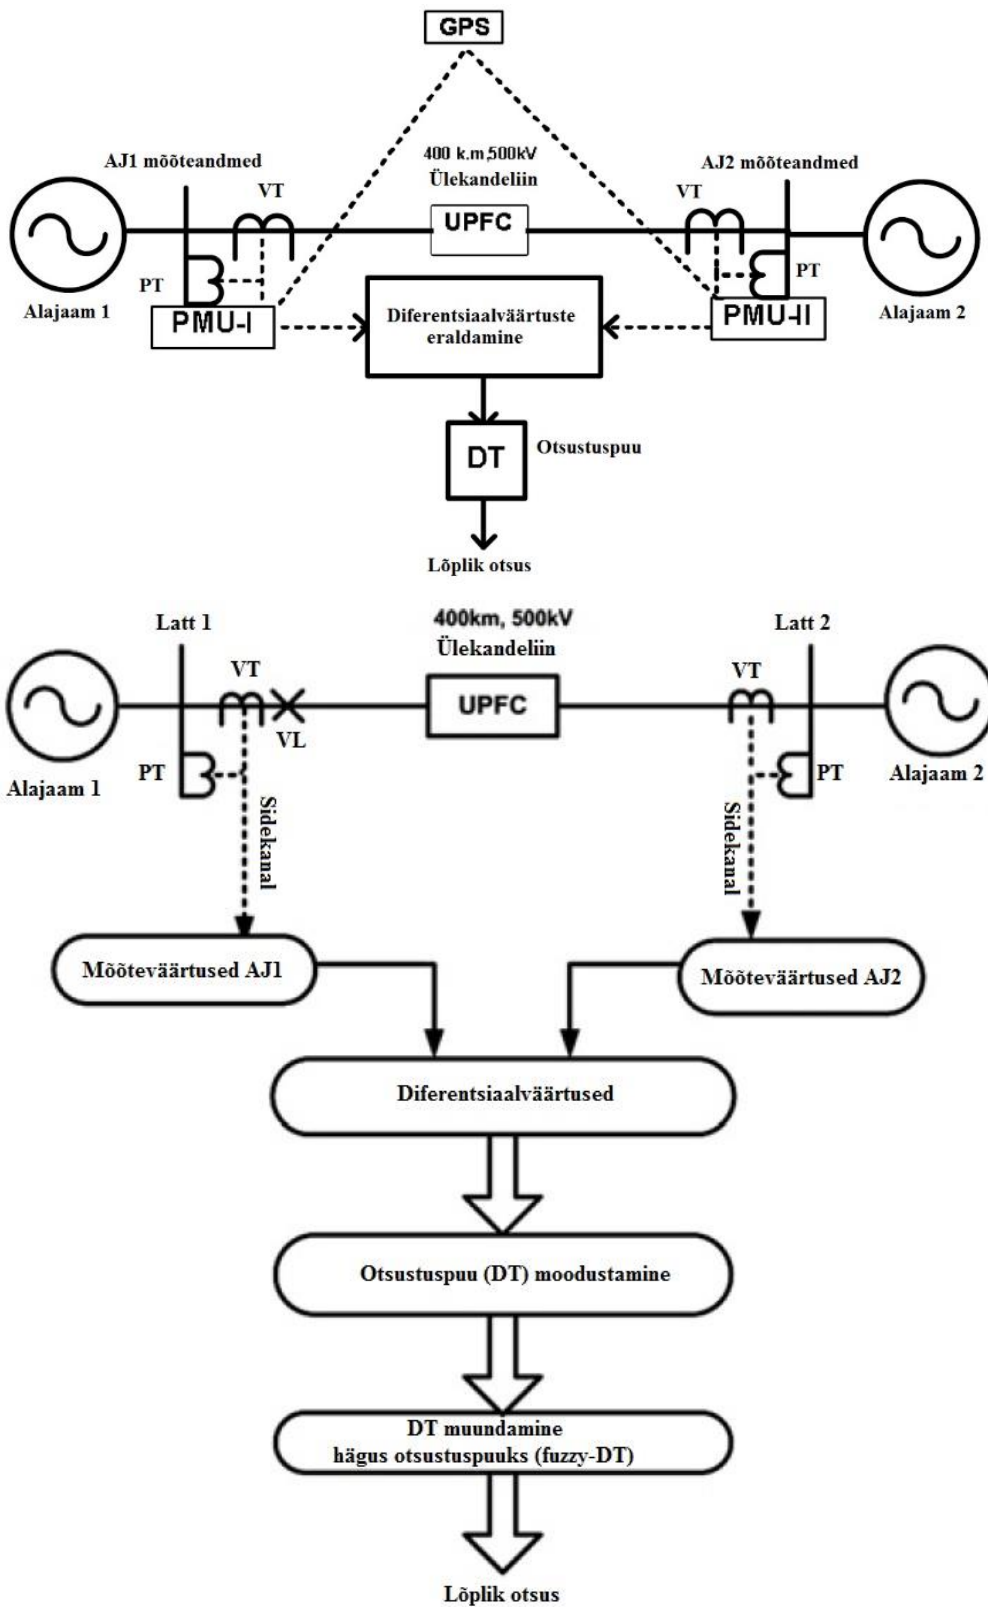 GPS
AJ1 mõõteandmed
400 k.m,500kV
Ülekandeliin
AJ2 mõõteandmed
VT
VT
UPFC
PT
PT
Alajaam 1
PMU-I
Diferentsiaalväärtuste
eraldamine
PMU-II
Alajaam 2
DT
Otsustuspuu
Lõplik otsus
400km, 500kV
Ülekandeliin
Latt 1
Latt 2
VT
VT
UPFC
VL
PT
PT
Alajaam 1
Alajaam 2
Sidekanal
Sidekanal
Mõõteväärtused AJ1
Mõõteväärtused AJ2
Diferentsiaalväärtused
Otsustuspuu (DT) moodustamine
DT muundamine
hägus otsustuspuuks (fuzzy-DT)
Lõplik otsus